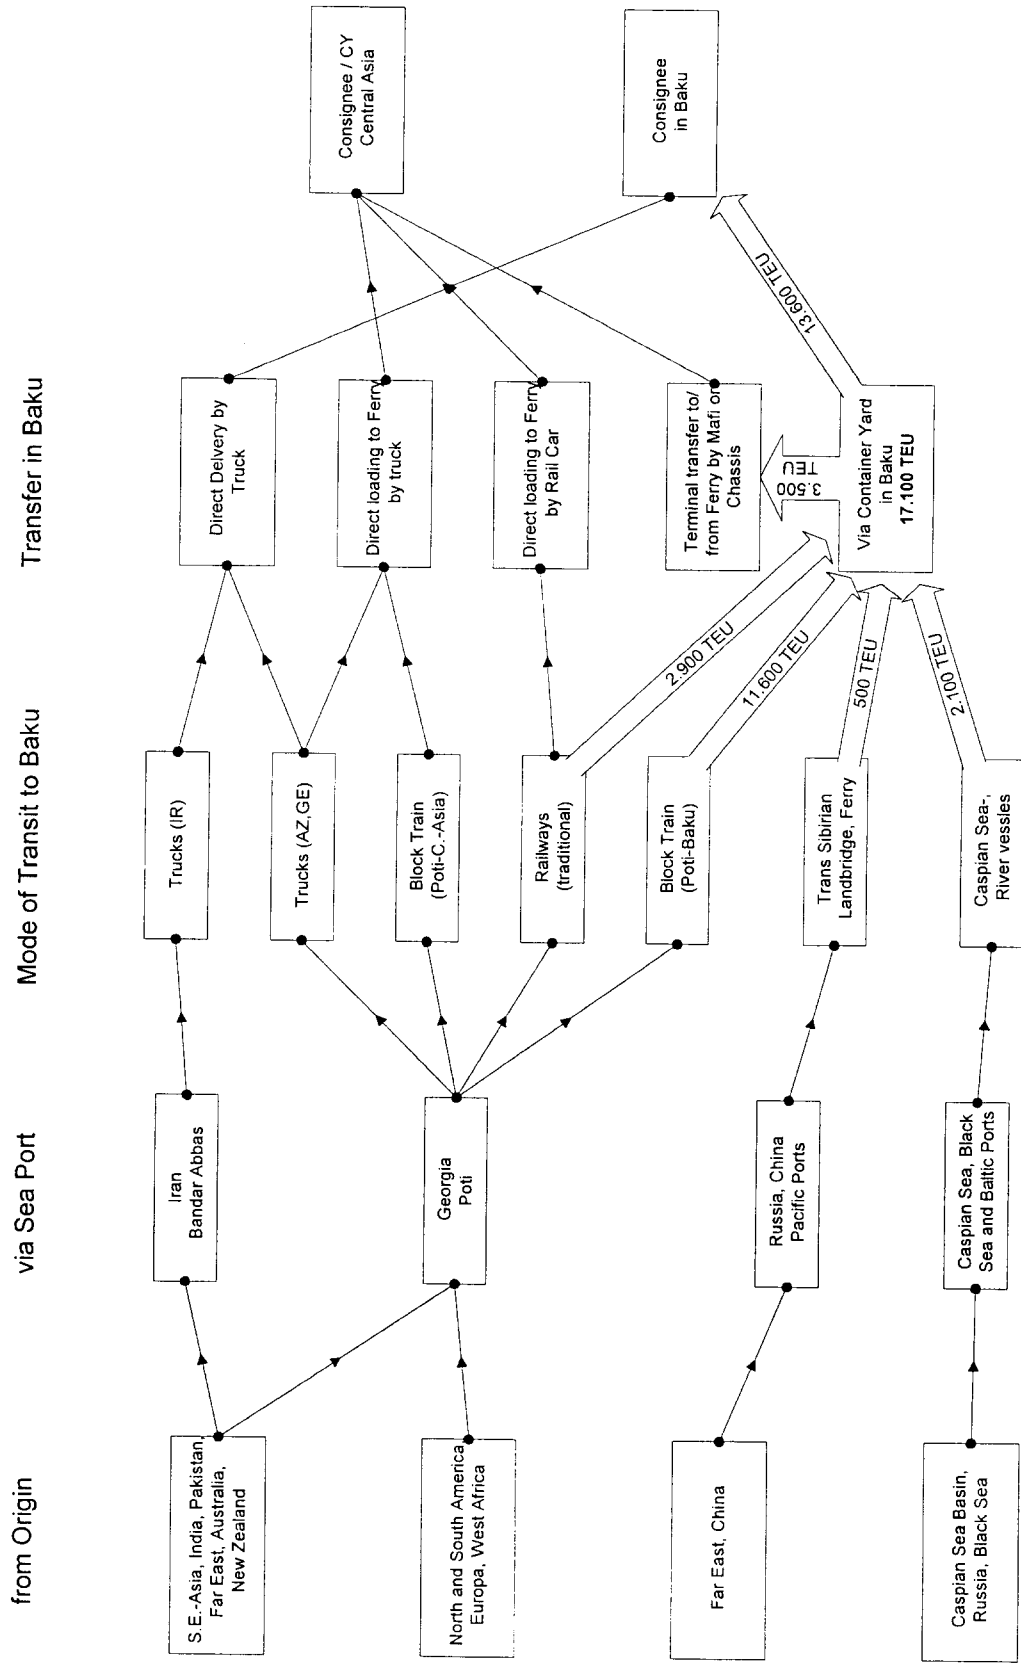 from Origin
via Sea Port
Mode of Transit to Baku
Transfer in Baku
S.E.-Asia, India, Pakistan,
Far East, Australia,
New Zealand
North and South America
Europa, West Africa
Far East, China
Caspian Sea Basin,
Russia, Black Sea
Iran
Bandar Abbas
Georgia
Poti
Russia, China
Pacific Ports
Caspian Sea, Black
Sea and Baltic Ports
Trucks (IR)
Trucks (AZ,GE)
Block Train
(Poti-C.-Asia)
Railways
(traditional)
Block Train
(Poti-Baku)
Trans Sibirian
Landbridge, Ferry
Caspian Sea-,
River vessles
2.900 TEU
11.600 TEU
500 TEU
2.100 TEU
Direct Delvery by
Truck
Direct loading to Ferry
by truck
Direct loading to Ferry
by Rail Car
Terminal transfer to/
from Ferry by Mafi or
Chassis
3.500
TEU
Via Container Yard
in Baku
17.100 TEU
13.600 TEU
Consignee / CY
Central Asia
Consignee
in Baku